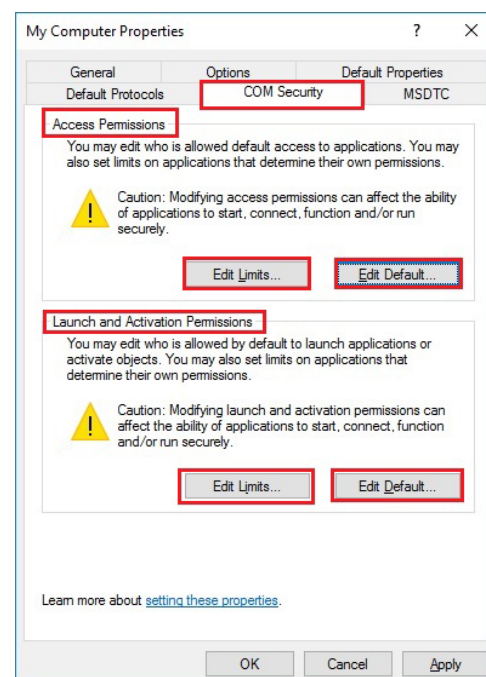 My Computer Properties ? ×
General Options Default Properties
Default Protocols COM Security MSDTC
Access Permissions
You may edit who is allowed default access to applications. You may
also set limits on applications that determine their own permissions.
Caution: Modifying access permissions can affect the ability
of applications to start, connect, function and/or run
securely.
Edit Limits... Edit Default...
Launch and Activation Permissions
You may edit who is allowed by default to launch applications or
activate objects. You may also set limits on applications that
determine their own permissions.
Caution: Modifying launch and activation permissions can
affect the ability of applications to start, connect, function
and/or run securely.
Edit Limits... Edit Default...
Learn more about setting these properties.
OK Cancel Apply